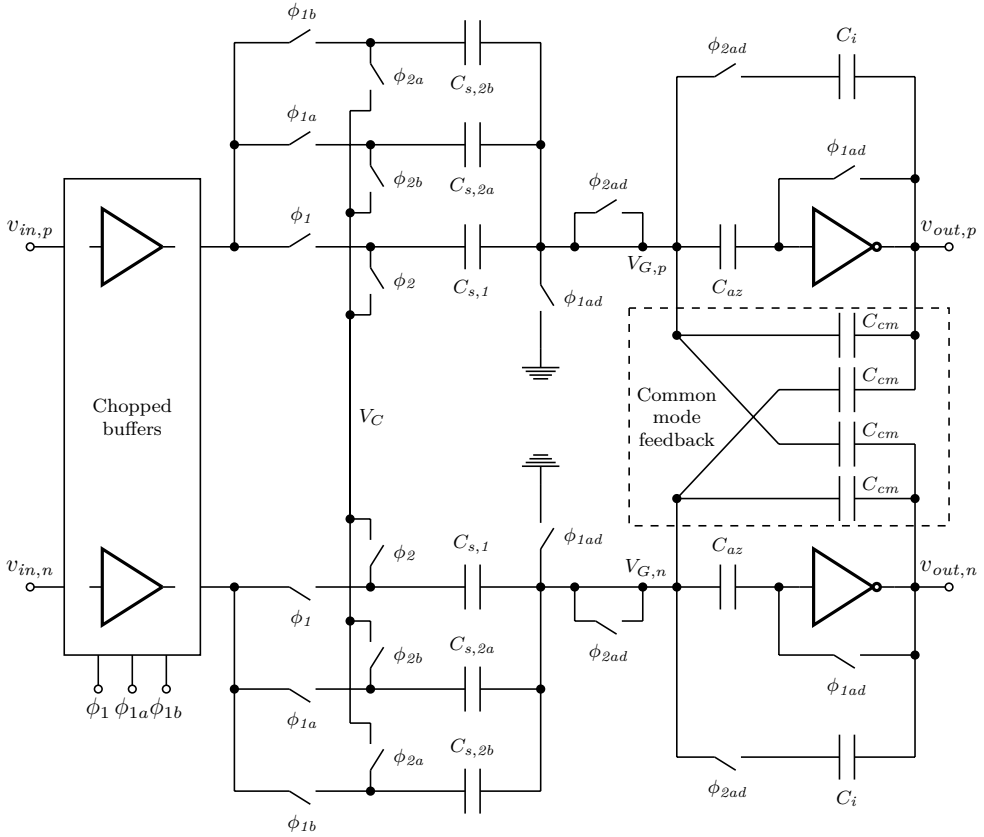 ϕ1b
Ci
ϕ2ad
ϕ2a
Cs,2b
ϕ1a
ϕ1ad
ϕ2b
Cs,2a
ϕ2ad
vin,p
ϕ1
vout,p
VG,p
ϕ2
Cs,1
Caz
ϕ1ad
Ccm
Ccm
Common
mode
feedback
Chopped
buffers
VC
Ccm
Ccm
ϕ2
Cs,1
ϕ1ad
Caz
vin,n
VG,n
vout,n
ϕ1
ϕ2b
Cs,2a
ϕ2ad
ϕ1ad
ϕ1 ϕ1a ϕ1b
ϕ1a
ϕ2a
Cs,2b
ϕ2ad
Ci
ϕ1b